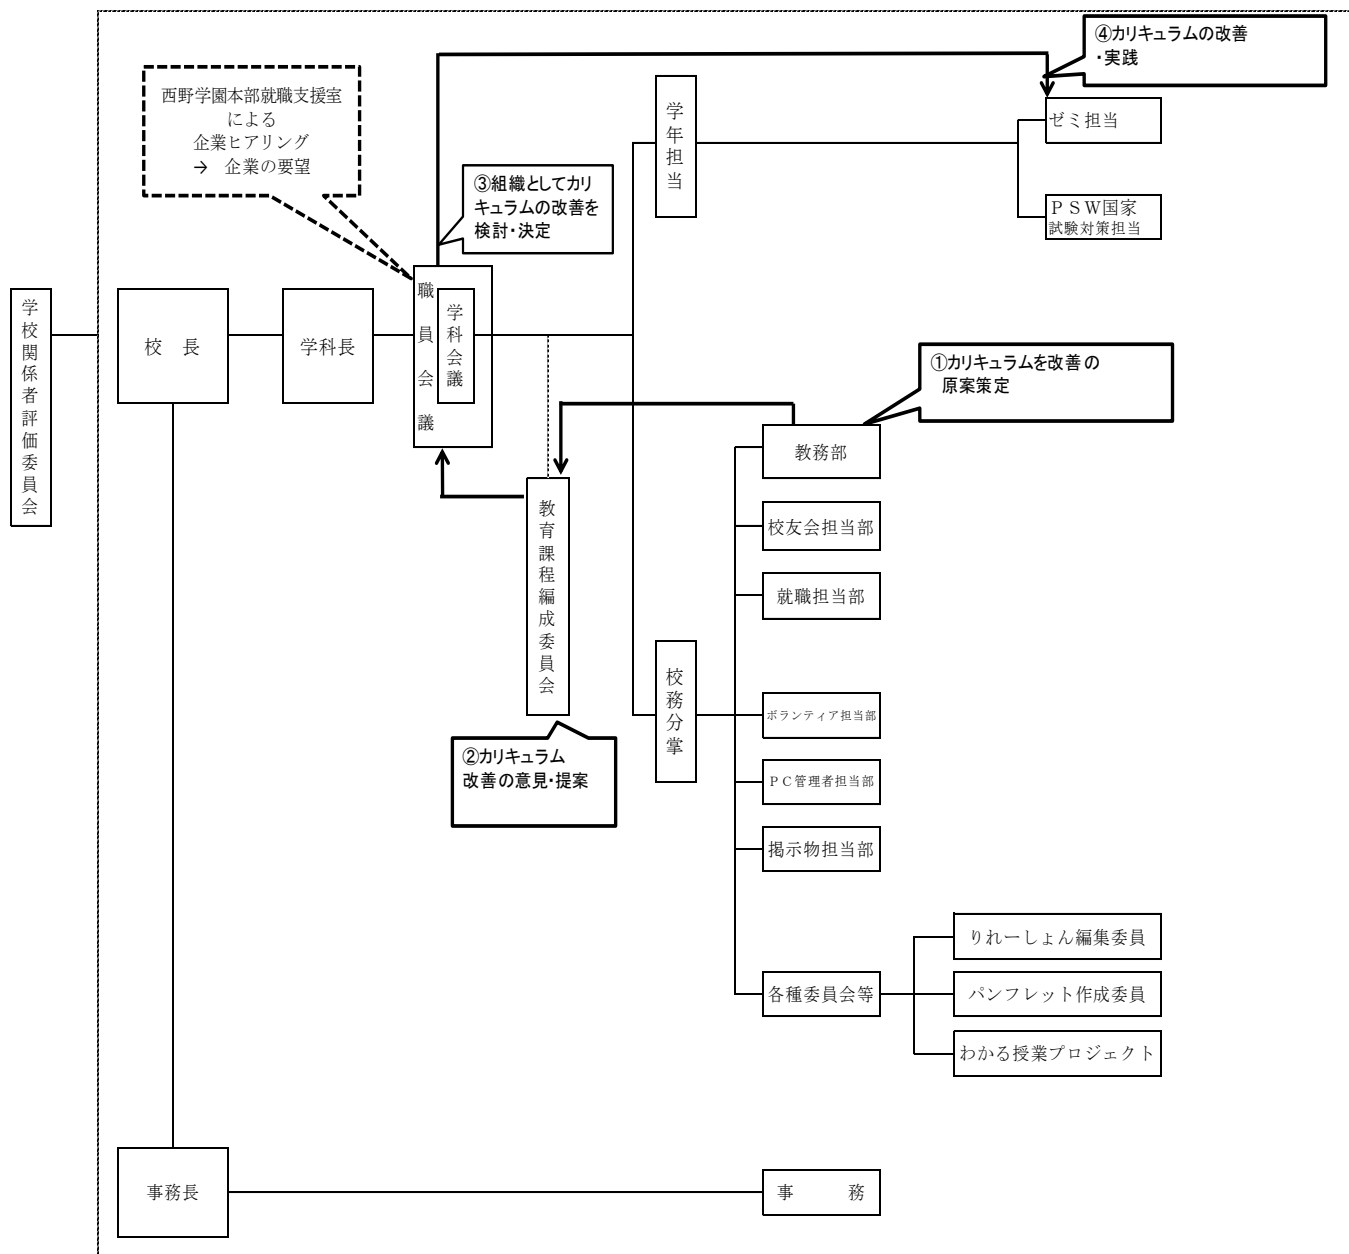 ④カリキュラムの改善
・実践
西野学園本部就職支援室
による
企業ヒアリング
→　企業の要望
学年担当
ゼミ担当
③組織としてカリ
キュラムの改善を
検討・決定
ＰＳＷ国家
試験対策担当
学校関係者評価委員会
校　長
学科長
職員会議
学科会議
①カリキュラムを改善の
原案策定
教務部
教育課程編成委員会
校友会担当部
就職担当部
校務分掌
ボランティア担当部
②カリキュラム
改善の意見・提案
ＰＣ管理者担当部
掲示物担当部
りれーしょん編集委員
各種委員会等
パンフレット作成委員
わかる授業プロジェクト
事務長
事　　務